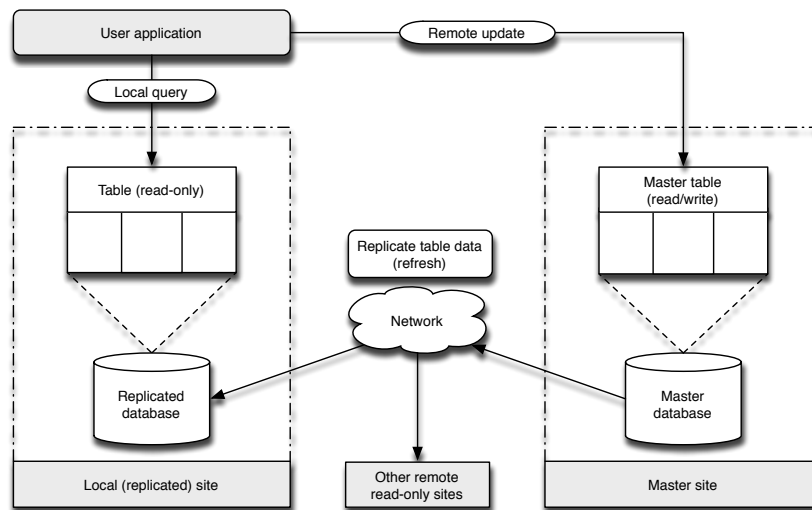 User application
Remote update
Local query
Table (read-only)
Master table
(read/write)
Replicate table data
(refresh)
Network
Replicated
database
Master
database
Local (replicated) site
Other remote
read-only sites
Master site